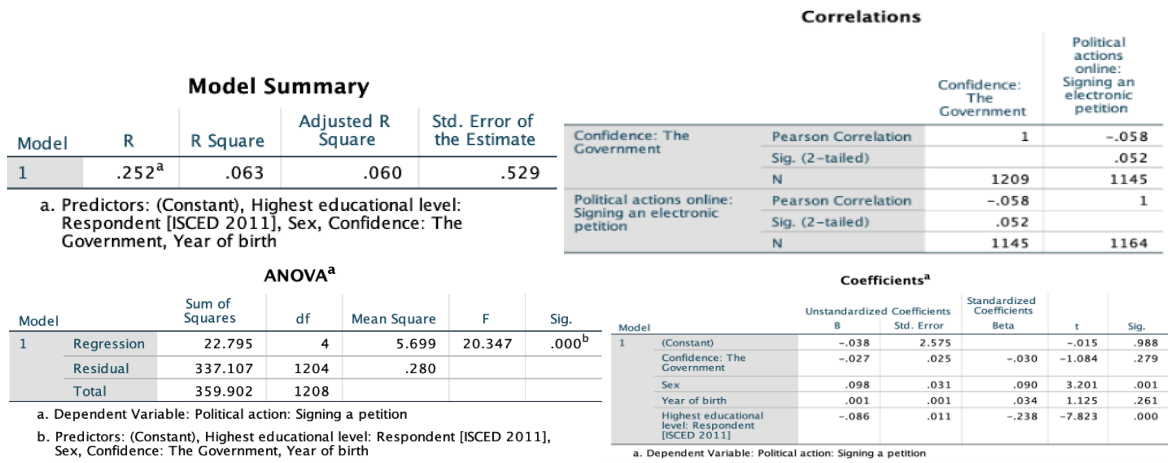 Model Summary
Model R R Square Adjusted R Square Std. Error of the Estimate
1 .252a .063 .060 .529
a. Predictors: (Constant), Highest educational level:
Respondent [ISCED 2011], Sex, Confidence: The
Government, Year of birth
Correlations
Confidence: The Government Political actions online: Signing an electronic petition
Confidence: The Government Pearson Correlation 1 -.058
Sig. (2-tailed) .052
N 1209 1145
Political actions online: Signing an electronic petition Pearson Correlation -.058 1
Sig. (2-tailed) .052
N 1145 1164
ANOVAa
Model Sum of Squares df Mean Square F Sig.
1 Regression 22.795 4 5.699 20.347 .000b
Residual 337.107 1204 .280
Total 359.902 1208
a. Dependent Variable: Political action: Signing a petition
b. Predictors: (Constant), Highest educational level: Respondent [ISCED 2011],
Sex, Confidence: The Government, Year of birth
Coefficientsa
Unstandardized Coefficients Standardized Coefficients
Model B Std. Error Beta t Sig.
1 (Constant) -.038 2.575 -.015 .988
Confidence: The Government -.027 .025 -.030 -1.084 .279
Sex .098 .031 .090 3.201 .001
Year of birth .001 .001 .034 1.125 .261
Highest educational level: Respondent [ISCED 2011] -.086 .011 -.238 -7.823 .000
a. Dependent Variable: Political action: Signing a petition